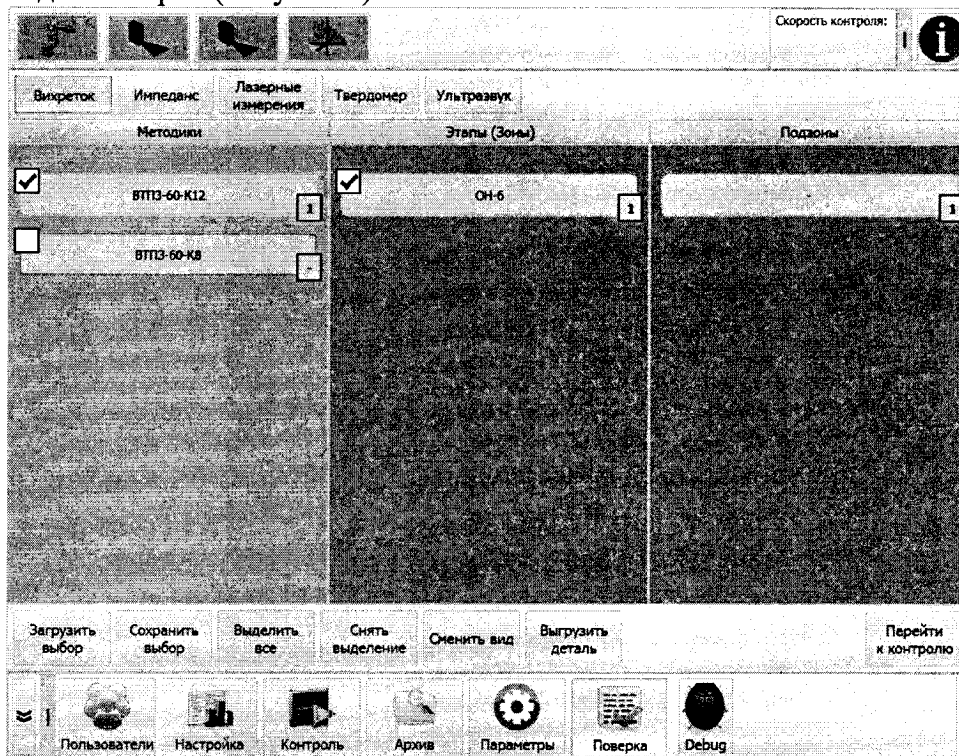 Скорость контроля:
Вихреток
Импеданс
Лазерные
измерения
Твердомер
Ультразвук
Методики
Этапы (Зоны)
Подзоны
ВТП3-60-К12
1
ОН-6
1
-
1
ВТП3-60-К8
-
Загрузить
выбор
Сохранить
выбор
Выделить
все
Снять
выделение
Сменить вид
Выгрузить
деталь
Перейти
к контролю
Пользователи
Настройка
Контроль
Архив
Параметры
Поверка
Debug